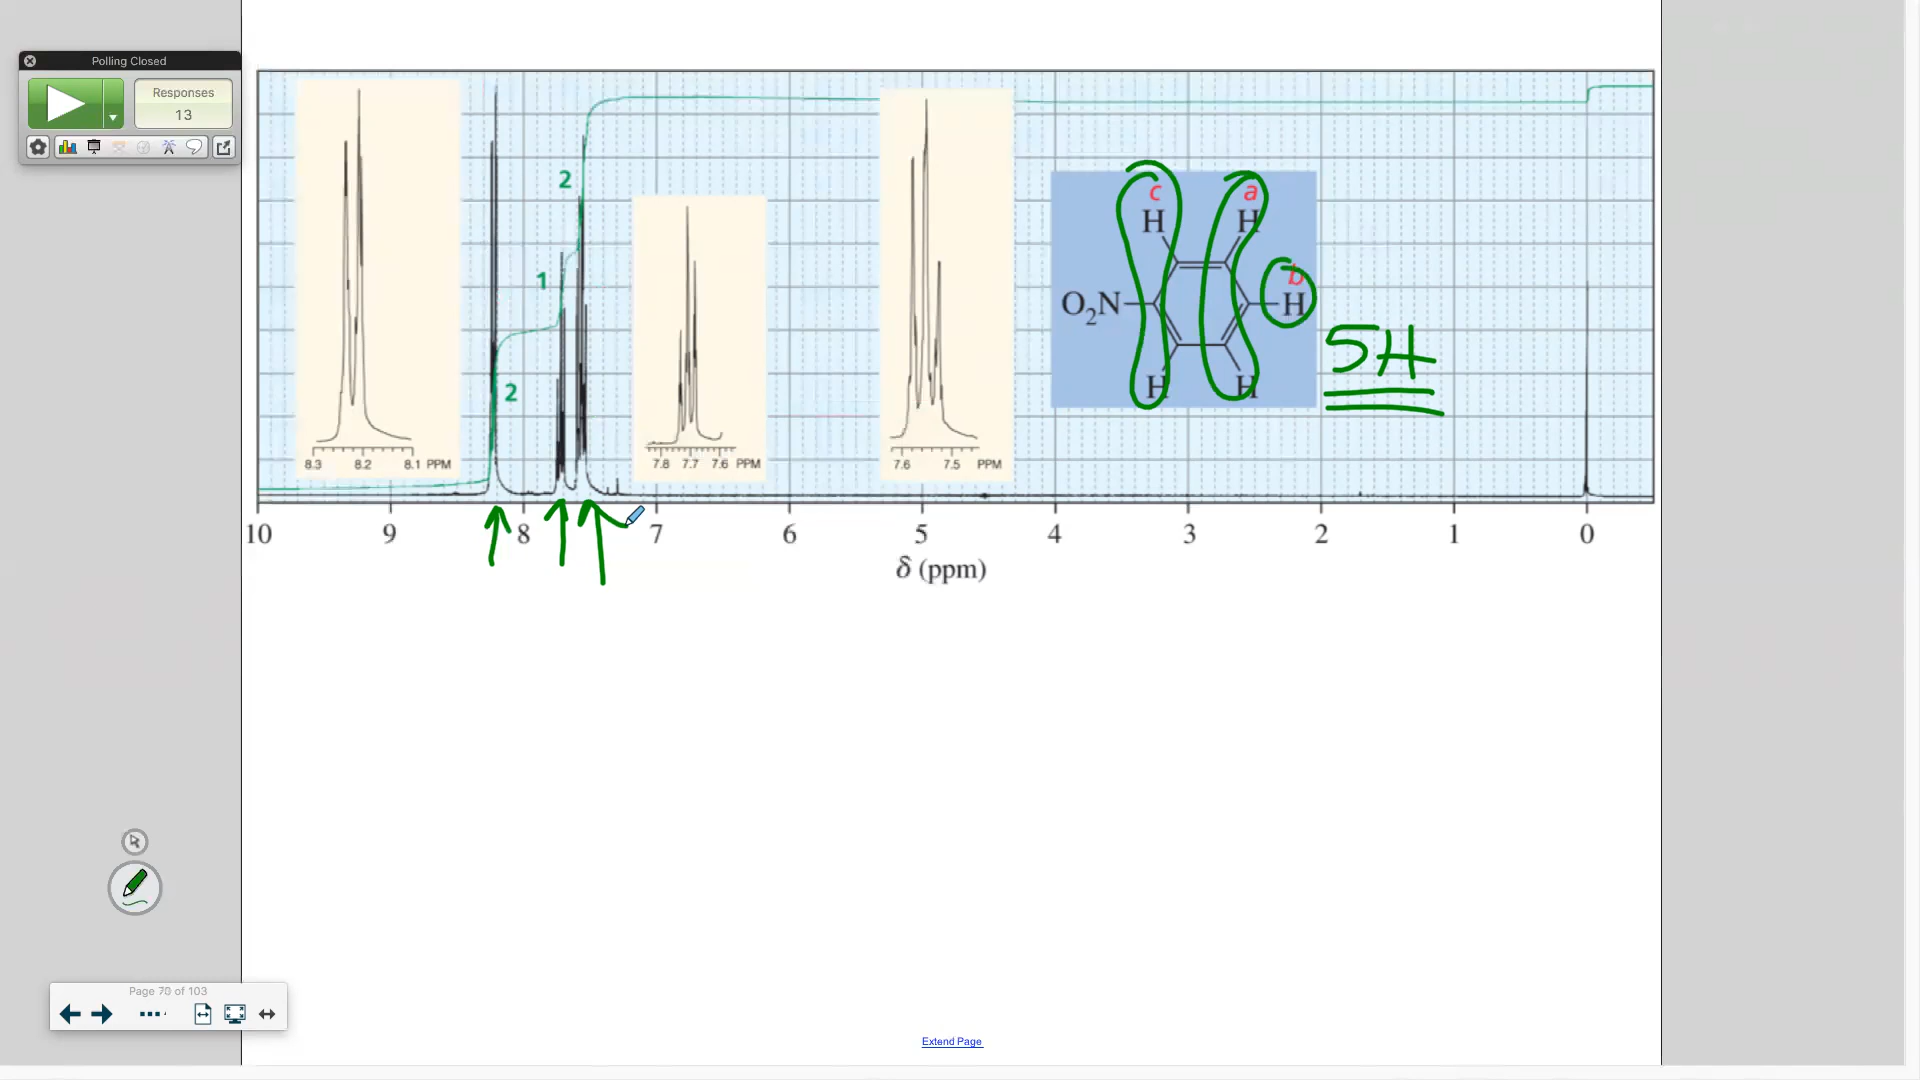 Polling Closed
Responses
13
2
1
2
8.3 8.2 8.1 PPM
7.8 7.7 7.6 PPM
7.6 7.5 PPM
c a
H H
b
O₂N H
H H
5H
10 9 8 7 6 5 4 3 2 1 0
δ (ppm)
Page 70 of 103
Extend Page